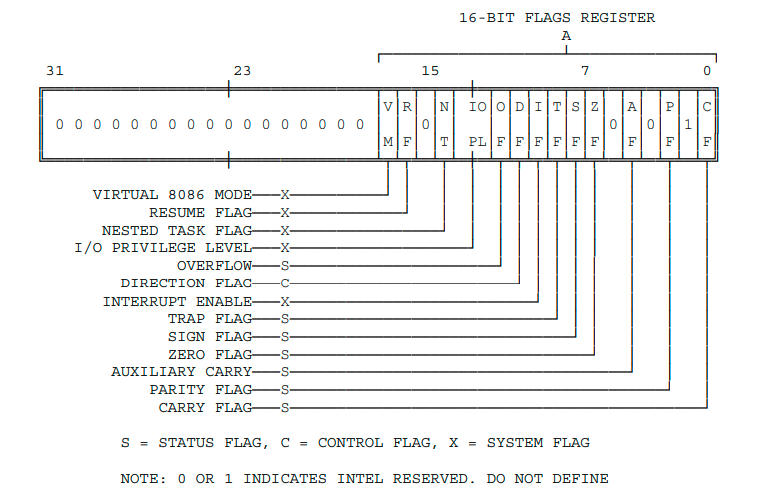 16-BIT FLAGS REGISTER
A
31 23 15 7 0
V R N IO O D I T S Z A P C
0 0 0 0 0 0 0 0 0 0 0 0 0 0 0 0 0 0 0 0 1
M F T PL F F F F F F F F F
VIRTUAL 8086 MODE X
RESUME FLAG X
NESTED TASK FLAG X
I/O PRIVILEGE LEVEL X
OVERFLOW S
DIRECTION FLAG C
INTERRUPT ENABLE X
TRAP FLAG S
SIGN FLAG S
ZERO FLAG S
AUXILIARY CARRY S
PARITY FLAG S
CARRY FLAG S
S = STATUS FLAG, C = CONTROL FLAG, X = SYSTEM FLAG
NOTE: 0 OR 1 INDICATES INTEL RESERVED. DO NOT DEFINE